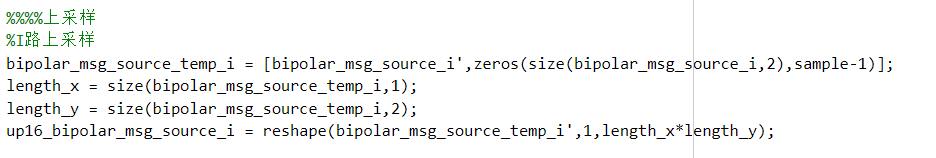 %%%%上采样
%I路上采样
bipolar_msg_source_temp_i = [bipolar_msg_source_i',zeros(size(bipolar_msg_source_i,2),sample-1)];
length_x = size(bipolar_msg_source_temp_i,1);
length_y = size(bipolar_msg_source_temp_i,2);
up16_bipolar_msg_source_i = reshape(bipolar_msg_source_temp_i',1,length_x*length_y);